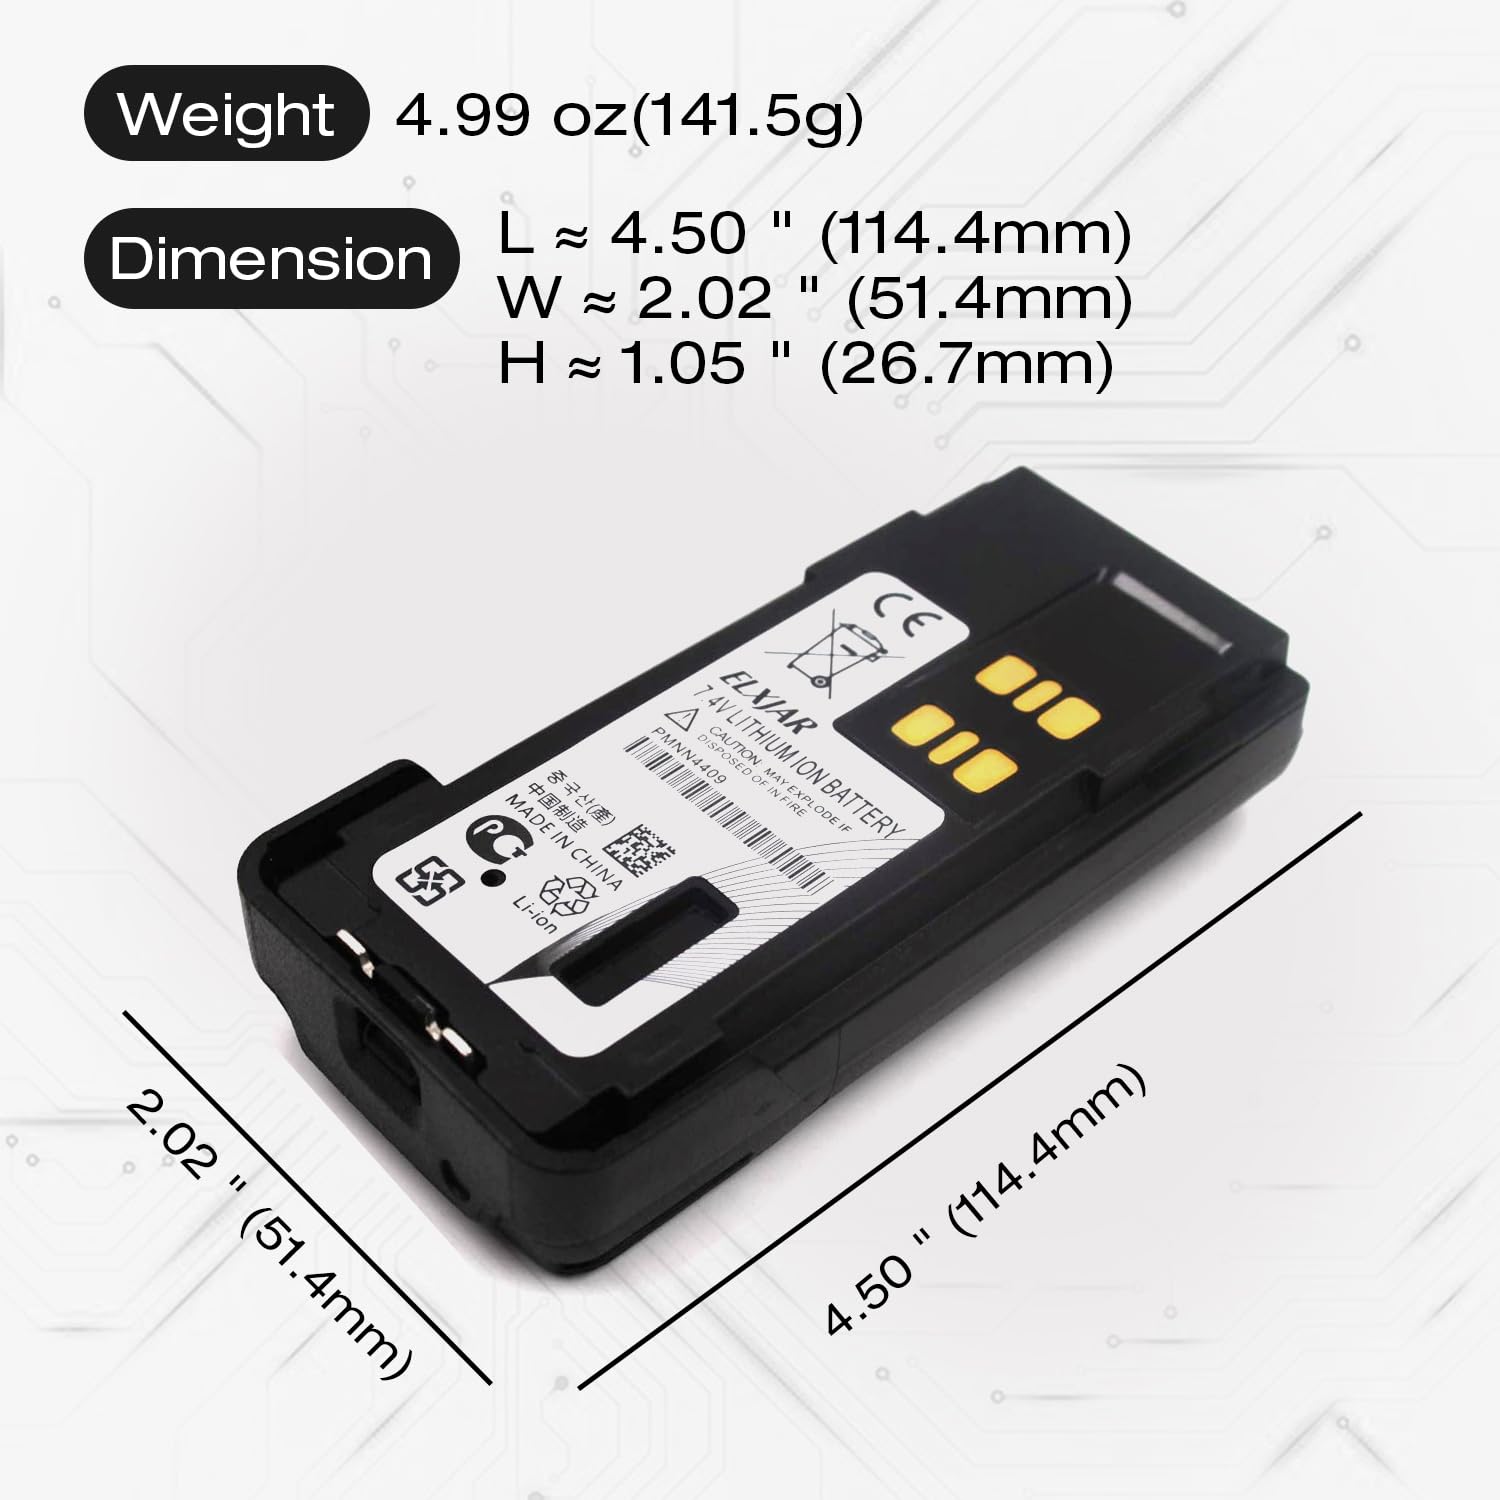 Weight 4.99 oz(141.5g)
Dimension
L ≈ 4.50 " (114.4mm)
W ≈ 2.02 " (51.4mm)
H ≈ 1.05 " (26.7mm)
CE
ELXJAR
7.4V LITHIUM ION BATTERY
CAUTION: MAY EXPLODE IF
DISPOSED OF IN FIRE
PMNN4409
중국산(產)
中国制造
MADE IN CHINA
Li-ion
2.02 " (51.4mm)
4.50 " (114.4mm)